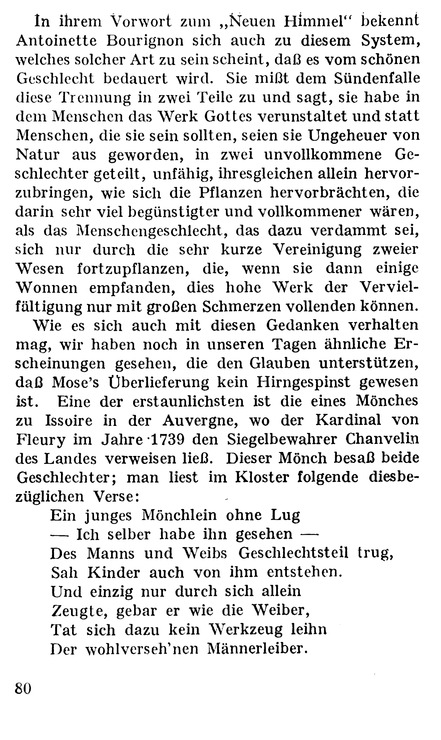 In ihrem Vorwort zum „Neuen Himmel“ bekennt
Antoinette Bourignon sich auch zu diesem System,
welches solcher Art zu sein scheint, daß es vom schönen
Geschlecht bedauert wird. Sie mißt dem Sündenfalle
diese Trennung in zwei Teile zu und sagt, sie habe in
dem Menschen das Werk Gottes verunstaltet und statt
Menschen, die sie sein sollten, seien sie Ungeheuer von
Natur aus geworden, in zwei unvollkommene Ge-
schlechter geteilt, unfähig, ihresgleichen allein hervor-
zubringen, wie sich die Pflanzen hervorbrächten, die
darin sehr viel begünstigter und vollkommener wären,
als das Menschengeschlecht, das dazu verdammt sei,
sich nur durch die sehr kurze Vereinigung zweier
Wesen fortzupflanzen, die, wenn sie dann einige
Wonnen empfanden, dies hohe Werk der Verviel-
fältigung nur mit großen Schmerzen vollenden können.
Wie es sich auch mit diesen Gedanken verhalten
mag, wir haben noch in unseren Tagen ähnliche Er-
scheinungen gesehen, die den Glauben unterstützen,
daß Mose's Überlieferung kein Hirngespinst gewesen
ist. Eine der erstaunlichsten ist die eines Mönches
zu Issoire in der Auvergne, wo der Kardinal von
Fleury im Jahre 1739 den Siegelbewahrer Chanvelin
des Landes verweisen ließ. Dieser Mönch besaß beide
Geschlechter; man liest im Kloster folgende diesbe-
züglichen Verse:
Ein junges Mönchlein ohne Lug
— Ich selber habe ihn gesehen —
Des Manns und Weibs Geschlechtsteil trug,
Sah Kinder auch von ihm entstehen.
Und einzig nur durch sich allein
Zeugte, gebar er wie die Weiber,
Tat sich dazu kein Werkzeug leihn
Der wohlverseh'nen Männerleiber.
80